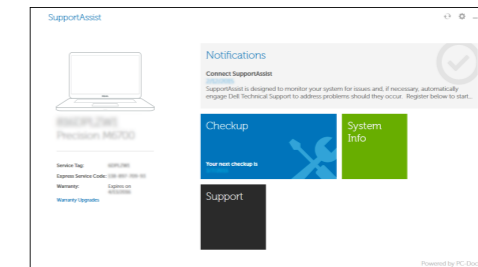 SupportAssist
Notifications
Connect SupportAssist
SupportAssist is designed to monitor your system for issues and, if necessary, automatically
engage Dell Technical Support to address problems should they occur. Register below to start..
Precision M6700
Checkup
Your next checkup is
System
Info
Service Tag:
Express Service Code:
Warranty: Expires on
Warranty Upgrades
Support
Powered by PC-Doc